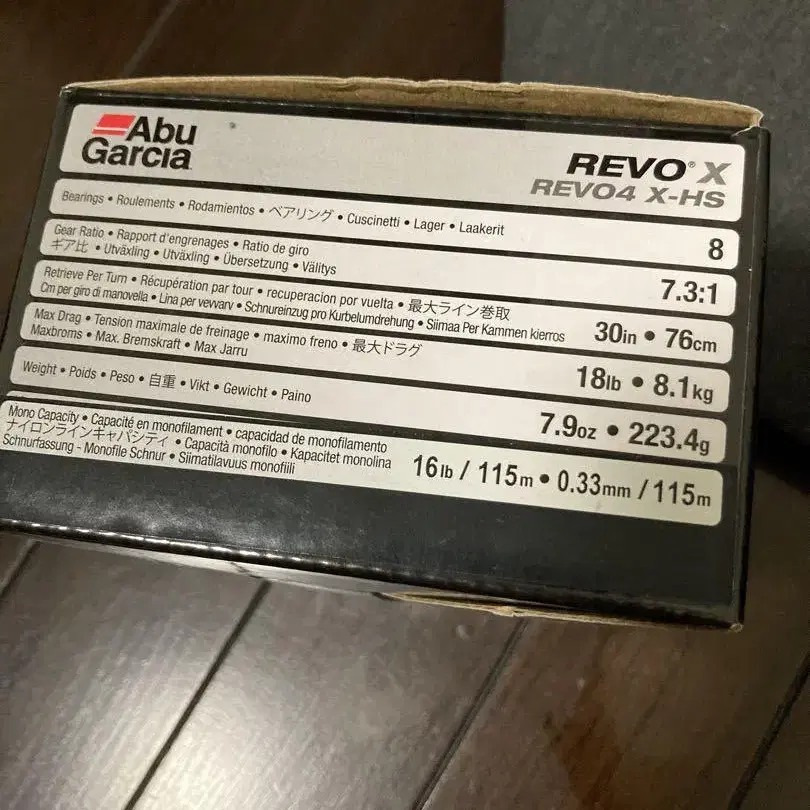 Abu
Garcia
REVO® X
REVO4 X-HS
Bearings • Roulements • Rodamientos • ベアリング • Cuscinetti • Lager • Laakerit
8
Gear Ratio • Rapport d'engrenages • Ratio de giro
ギア比 • Utväxling • Utväxling • Übersetzung • Välitys
7.3:1
Retrieve Per Turn • Récupération par tour • recuperacion por vuelta • 最大ライン巻取
Cm per giro di manovella • Lina per vevvarv • Schnureinzug pro Kurbelumdrehung • Siimaa Per Kammen kierros
30in • 76cm
Max Drag • Tension maximale de freinage • maximo freno • 最大ドラグ
Maxbroms • Max. Bremskraft • Max Jarru
18lb • 8.1kg
Weight • Poids • Peso • 自重 • Vikt • Gewicht • Paino
7.9oz • 223.4g
Mono Capacity • Capacité en monofilament • capacidad de monofilamento
ナイロンラインキャパシティ • Capacità monofilo • Kapacitet monolina
Schnurfassung - Monofile Schnur • Siimatilavuus monofiili
16lb / 115m • 0.33mm / 115m